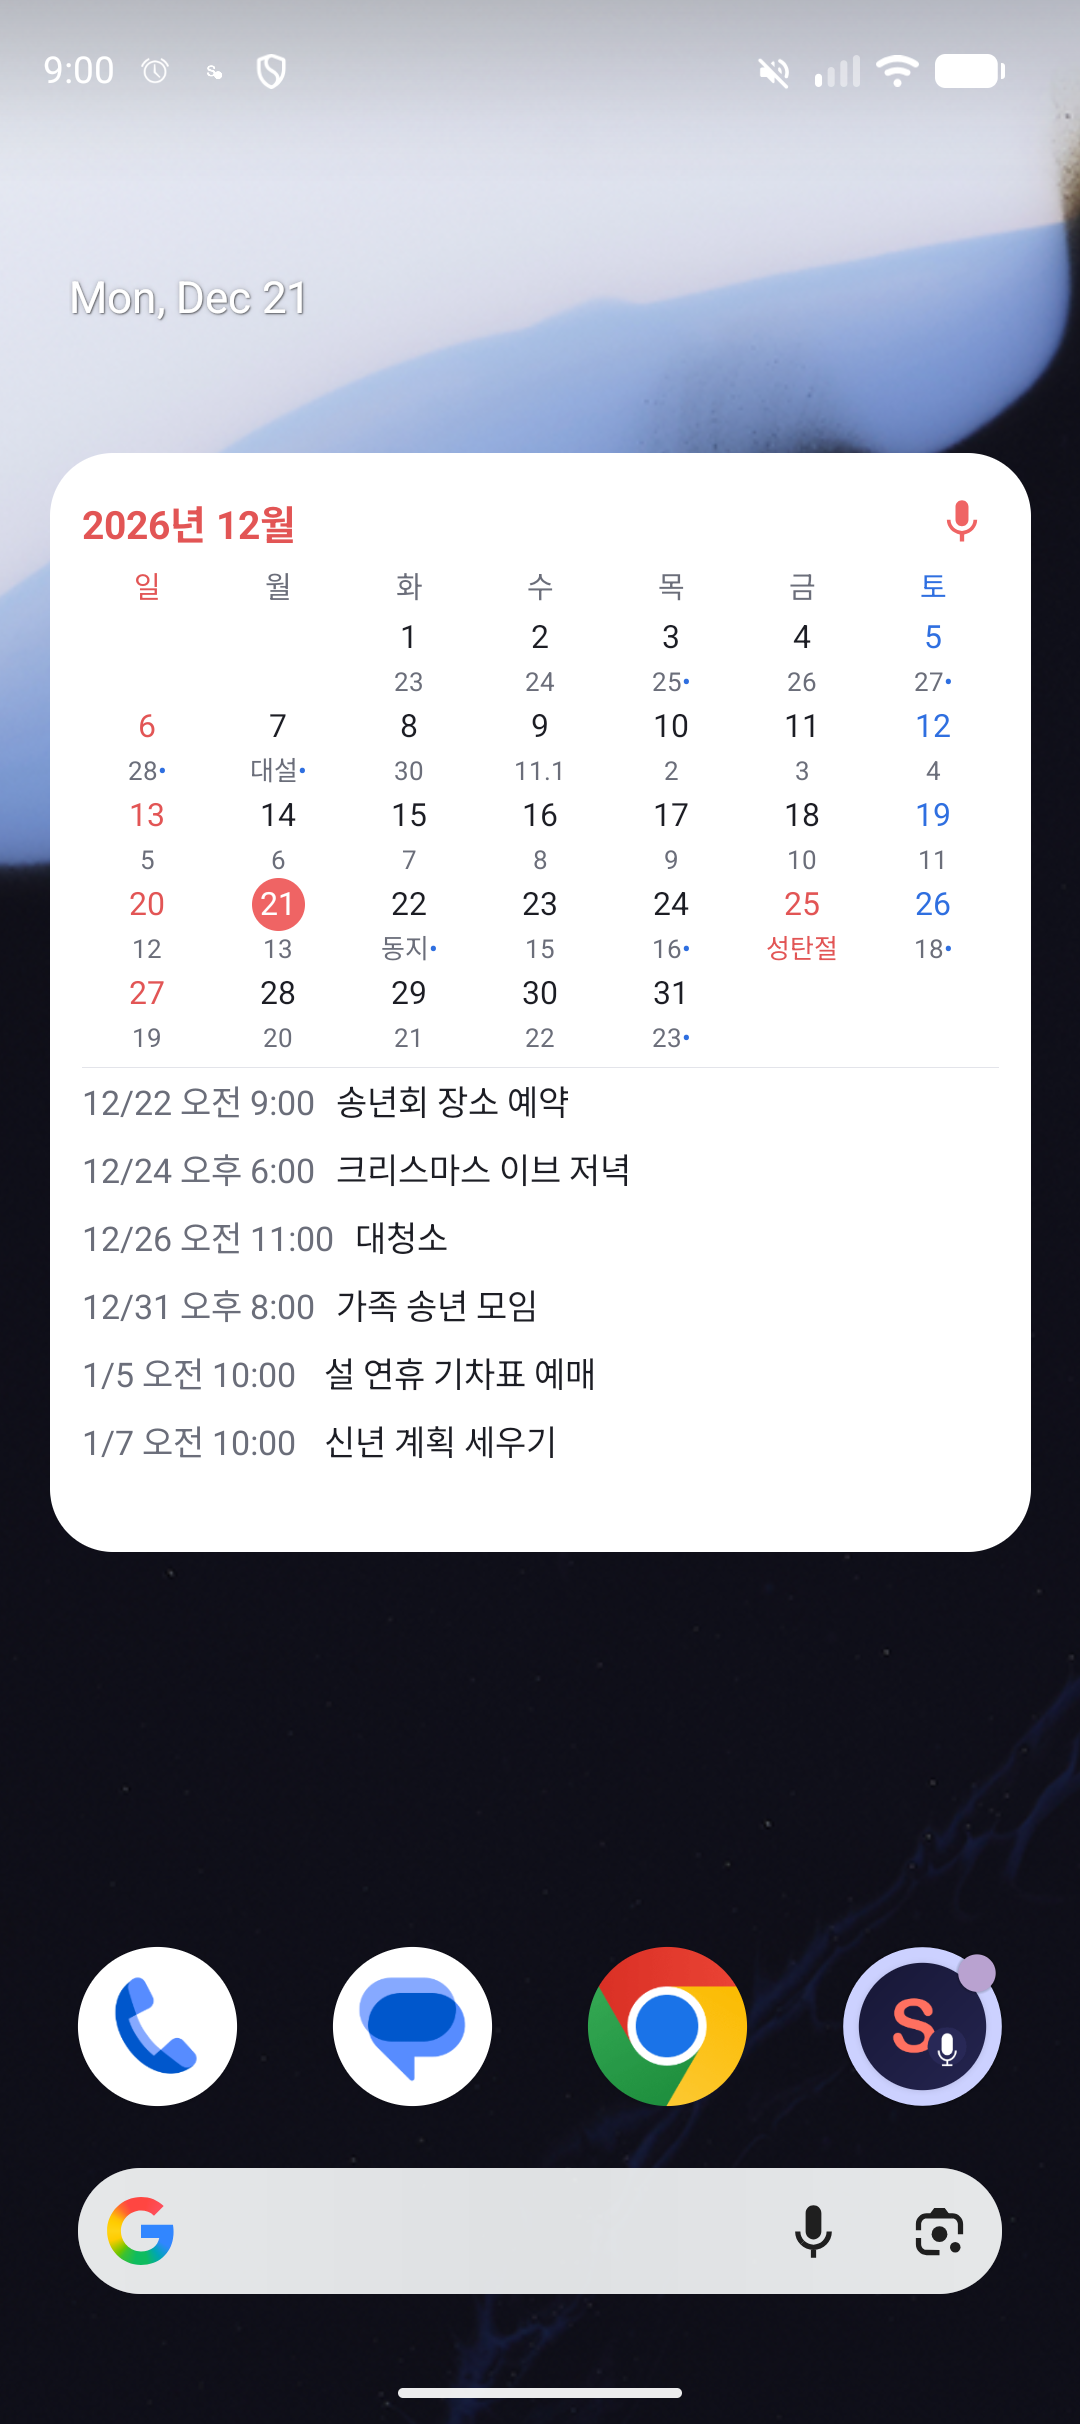 9:00
Mon, Dec 21
2026년 12월
일 월 화 수 목 금 토
1 2 3 4 5
23 24 25• 26 27•
6 7 8 9 10 11 12
28• 대설• 30 11.1 2 3 4
13 14 15 16 17 18 19
5 6 7 8 9 10 11
20 21 22 23 24 25 26
12 13 동지• 15 16• 성탄절 18•
27 28 29 30 31
19 20 21 22 23•
12/22 오전 9:00 송년회 장소 예약
12/24 오후 6:00 크리스마스 이브 저녁
12/26 오전 11:00 대청소
12/31 오후 8:00 가족 송년 모임
1/5 오전 10:00 설 연휴 기차표 예매
1/7 오전 10:00 신년 계획 세우기
S
G